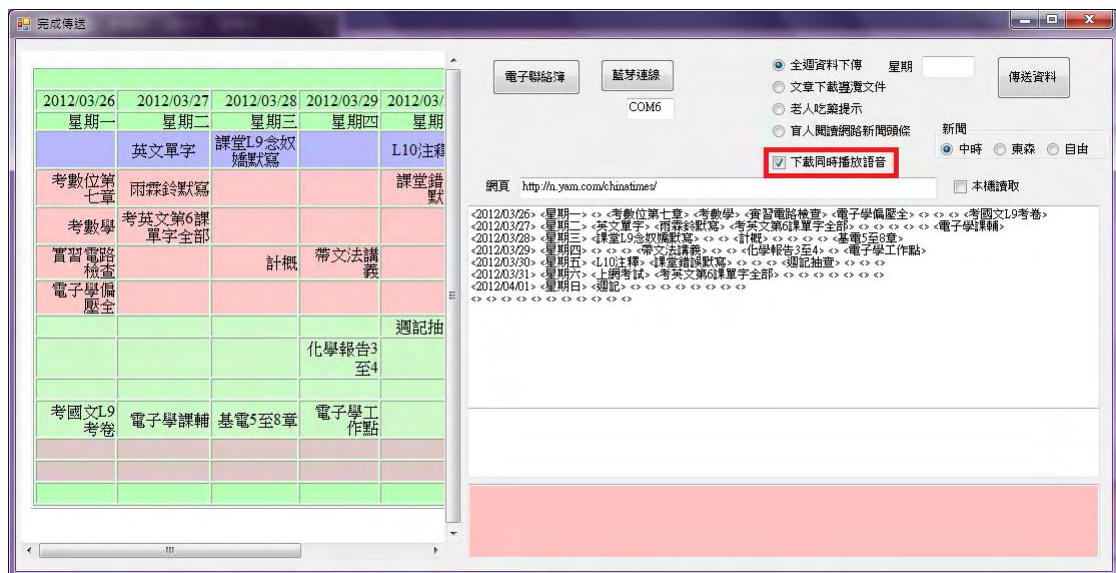 完成傳送
2012/03/26 2012/03/27 2012/03/28 2012/03/29 2012/03/
星期一 星期二 星期三 星期四 星期
英文單字 課堂L9念奴嬌默寫 L10注釋
考數位第七章 雨霖鈴默寫 課堂錯 默
考數學 考英文第6課單字全部
實習電路檢查 計概 帶文法講義
電子學偏壓全
週記抽
化學報告3至4
考國文L9考卷 電子學課輔 基電5至8章 電子學工作點
電子聯絡簿 藍芽連線 COM6
全週資料下傳 星期 傳送資料
文章下載導灠文件
老人吃藥提示
盲人閱讀網路新聞頭條
新聞
中時 東森 自由
下載同時播放語音
網頁 http://n.yam.com/chinatimes/ 本機讀取
<2012/03/26> <星期一> <> <考數位第七章> <考數學> <實習電路檢查> <電子學偏壓全> <> <> <> <考國文L9考卷>
<2012/03/27> <星期二> <英文單字> <雨霖鈴默寫> <考英文第6課單字全部> <> <> <> <> <> <電子學課輔>
<2012/03/28> <星期三> <課堂L9念奴嬌默寫> <> <> <計概> <> <> <> <> <基電5至8章>
<2012/03/29> <星期四> <> <> <> <帶文法講義> <> <> <化學報告3至4> <> <電子學工作點>
<2012/03/30> <星期五> <L10注釋> <課堂錯誤默寫> <> <> <> <週記抽查> <> <> <>
<2012/03/31> <星期六> <上網考試> <考英文第6課單字全部> <> <> <> <> <> <> <>
<2012/04/01> <星期日> <週記> <> <> <> <> <> <> <> <>
<> <> <> <> <> <> <> <> <> <> <>